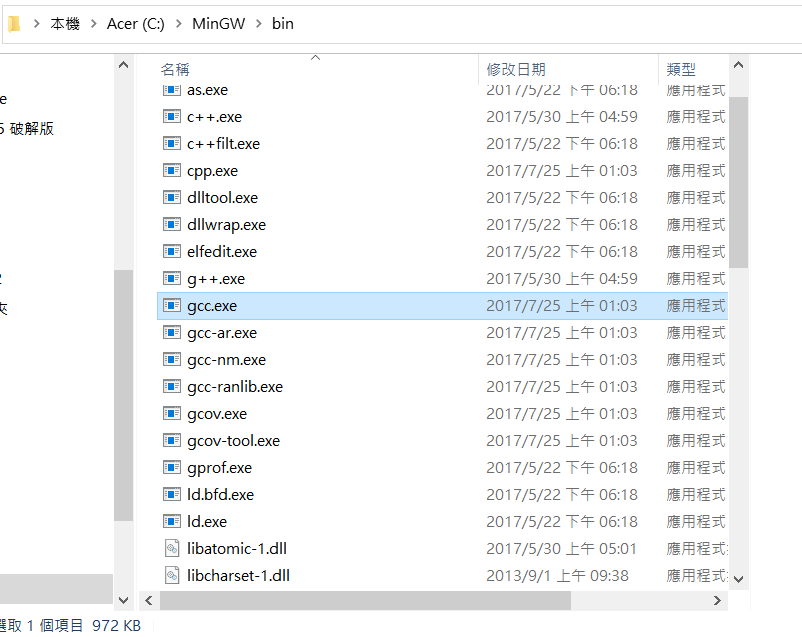 本機 > Acer (C:) > MinGW > bin
名稱 修改日期 類型
as.exe 2017/5/22 下午 06:18 應用程式
e
c++.exe 2017/5/30 上午 04:59 應用程式
5 破解版
c++filt.exe 2017/5/22 下午 06:18 應用程式
cpp.exe 2017/7/25 上午 01:03 應用程式
dlltool.exe 2017/5/22 下午 06:18 應用程式
dllwrap.exe 2017/5/22 下午 06:18 應用程式
elfedit.exe 2017/5/22 下午 06:18 應用程式
g++.exe 2017/5/30 上午 04:59 應用程式
gcc.exe 2017/7/25 上午 01:03 應用程式
gcc-ar.exe 2017/7/25 上午 01:03 應用程式
gcc-nm.exe 2017/7/25 上午 01:03 應用程式
gcc-ranlib.exe 2017/7/25 上午 01:03 應用程式
gcov.exe 2017/7/25 上午 01:03 應用程式
gcov-tool.exe 2017/7/25 上午 01:03 應用程式
gprof.exe 2017/5/22 下午 06:18 應用程式
ld.bfd.exe 2017/5/22 下午 06:18 應用程式
ld.exe 2017/5/22 下午 06:18 應用程式
libatomic-1.dll 2017/5/30 上午 05:01 應用程式
libcharset-1.dll 2013/9/1 上午 09:38 應用程式
選取 1 個項目 972 KB